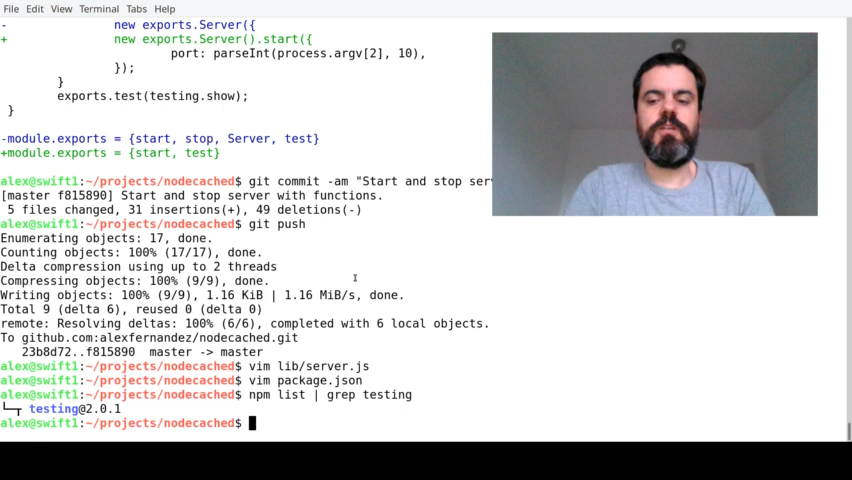 File Edit View Terminal Tabs Help
- new exports.Server({
+ new exports.Server().start({
port: parseInt(process.argv[2], 10),
});
}
exports.test(testing.show);
}
-module.exports = {start, stop, Server, test}
+module.exports = {start, test}
alex@swift1:~/projects/nodecached$ git commit -am "Start and stop ser
[master f815890] Start and stop server with functions.
5 files changed, 31 insertions(+), 49 deletions(-)
alex@swift1:~/projects/nodecached$ git push
Enumerating objects: 17, done.
Counting objects: 100% (17/17), done.
Delta compression using up to 2 threads
Compressing objects: 100% (9/9), done.
Writing objects: 100% (9/9), 1.16 KiB | 1.16 MiB/s, done.
Total 9 (delta 6), reused 0 (delta 0)
remote: Resolving deltas: 100% (6/6), completed with 6 local objects.
To github.com:alexfernandez/nodecached.git
23b8d72..f815890 master -> master
alex@swift1:~/projects/nodecached$ vim lib/server.js
alex@swift1:~/projects/nodecached$ vim package.json
alex@swift1:~/projects/nodecached$ npm list | grep testing
└─┬ testing@2.0.1
alex@swift1:~/projects/nodecached$